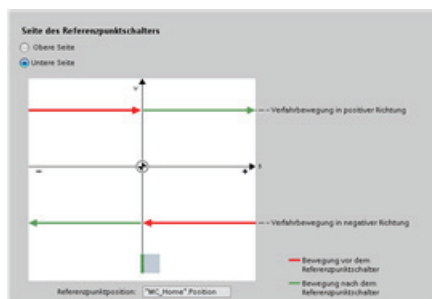 Seite des Referenzpunktschalters
Obere Seite
Untere Seite
v
Verfahrbewegung in positiver Richtung
−
+
Verfahrbewegung in negativer Richtung
Bewegung vor dem
Referenzpunktschalter
Bewegung nach dem
Referenzpunktschalter
Referenzpunktposition: "MC_Home".Position